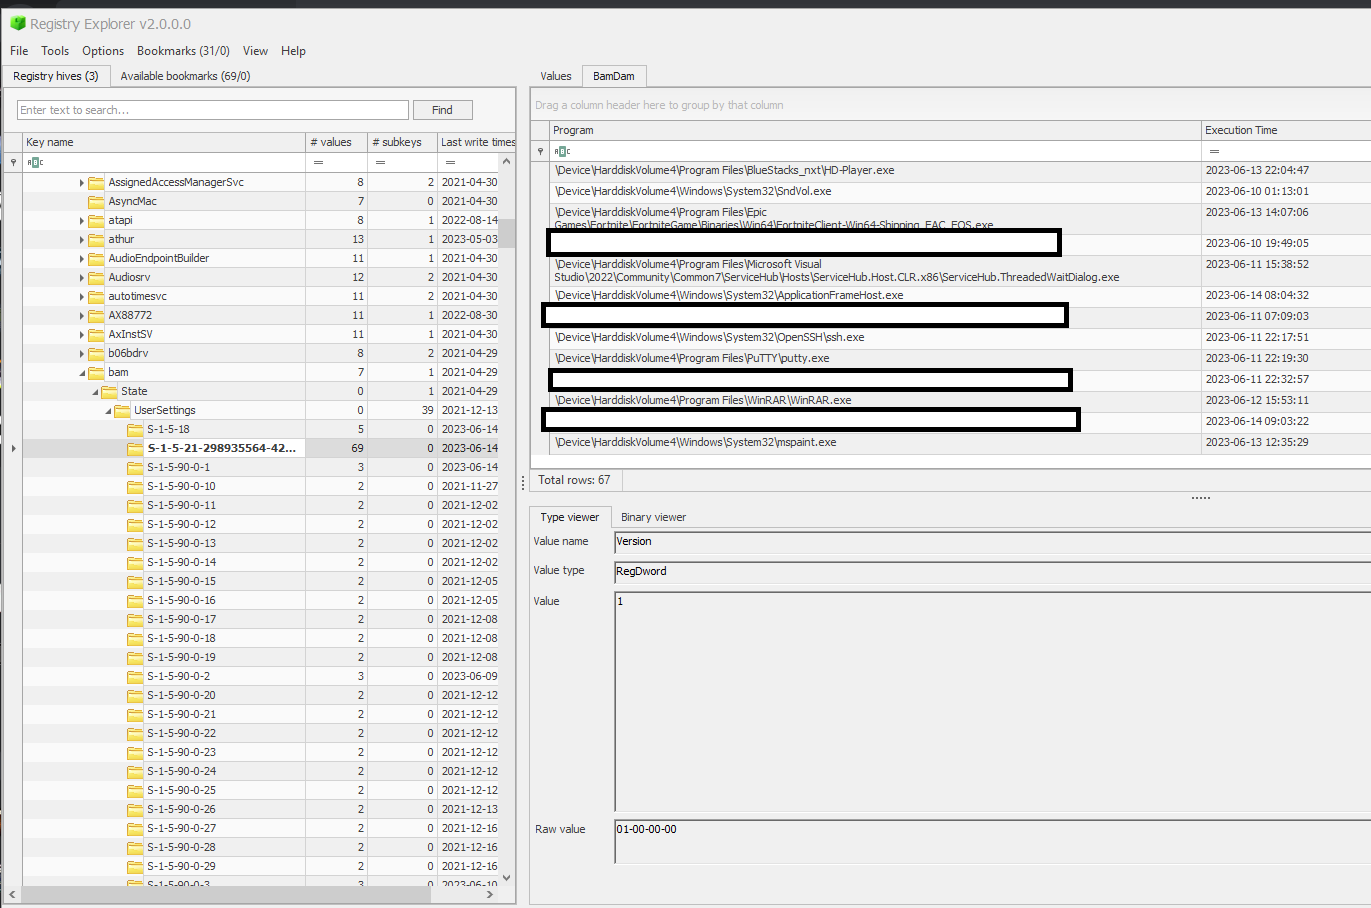 Registry Explorer v2.0.0.0
File Tools Options Bookmarks (31/0) View Help
Registry hives (3) Available bookmarks (69/0)
Enter text to search... Find
Key name # values # subkeys Last write times
= = =
AssignedAccessManagerSvc 8 2 2021-04-30
AsyncMac 7 0 2021-04-30
atapi 8 1 2022-08-14
athur 13 1 2023-05-03
AudioEndpointBuilder 11 1 2021-04-30
Audiosrv 12 2 2021-04-30
autotimesvc 11 2 2021-04-30
AX88772 11 1 2022-08-30
AxInstSV 11 1 2021-04-30
b06bdrv 8 2 2021-04-29
bam 7 1 2021-04-29
State 0 1 2021-04-29
UserSettings 0 39 2021-12-13
S-1-5-18 5 0 2023-06-14
S-1-5-21-298935564-42... 69 0 2023-06-14
S-1-5-90-0-1 3 0 2023-06-14
S-1-5-90-0-10 2 0 2021-11-27
S-1-5-90-0-11 2 0 2021-12-02
S-1-5-90-0-12 2 0 2021-12-02
S-1-5-90-0-13 2 0 2021-12-02
S-1-5-90-0-14 2 0 2021-12-02
S-1-5-90-0-15 2 0 2021-12-05
S-1-5-90-0-16 2 0 2021-12-05
S-1-5-90-0-17 2 0 2021-12-08
S-1-5-90-0-18 2 0 2021-12-08
S-1-5-90-0-19 2 0 2021-12-08
S-1-5-90-0-2 3 0 2023-06-09
S-1-5-90-0-20 2 0 2021-12-12
S-1-5-90-0-21 2 0 2021-12-12
S-1-5-90-0-22 2 0 2021-12-12
S-1-5-90-0-23 2 0 2021-12-12
S-1-5-90-0-24 2 0 2021-12-12
S-1-5-90-0-25 2 0 2021-12-12
S-1-5-90-0-26 2 0 2021-12-13
S-1-5-90-0-27 2 0 2021-12-16
S-1-5-90-0-28 2 0 2021-12-16
S-1-5-90-0-29 2 0 2021-12-16
S-1-5-90-0-3 3 0 2023-06-10
Values BamDam
Drag a column header here to group by that column
Program Execution Time
=
\Device\HarddiskVolume4\Program Files\BlueStacks_nxt\HD-Player.exe 2023-06-13 22:04:47
\Device\HarddiskVolume4\Windows\System32\SndVol.exe 2023-06-10 01:13:01
\Device\HarddiskVolume4\Program Files\Epic 2023-06-13 14:07:06
Games\Fortnite\FortniteGame\Binaries\Win64\FortniteClient-Win64-Shipping_EAC_EOS.exe
2023-06-10 19:49:05
\Device\HarddiskVolume4\Program Files\Microsoft Visual 2023-06-11 15:38:52
Studio\2022\Community\Common7\ServiceHub\Hosts\ServiceHub.Host.CLR.x86\ServiceHub.ThreadedWaitDialog.exe
\Device\HarddiskVolume4\Windows\System32\ApplicationFrameHost.exe 2023-06-14 08:04:32
2023-06-11 07:09:03
\Device\HarddiskVolume4\Windows\System32\OpenSSH\ssh.exe 2023-06-11 22:17:51
\Device\HarddiskVolume4\Program Files\PuTTY\putty.exe 2023-06-11 22:19:30
2023-06-11 22:32:57
\Device\HarddiskVolume4\Program Files\WinRAR\WinRAR.exe 2023-06-12 15:53:11
2023-06-14 09:03:22
\Device\HarddiskVolume4\Windows\System32\mspaint.exe 2023-06-13 12:35:29
Total rows: 67
Type viewer Binary viewer
Value name Version
Value type RegDword
Value 1
Raw value 01-00-00-00